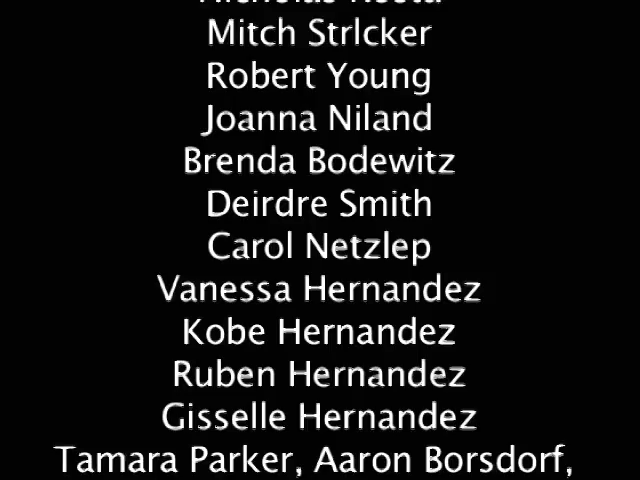 Mitch Strlcker
Robert Young
Joanna Niland
Brenda Bodewitz
Deirdre Smith
Carol Netzlep
Vanessa Hernandez
Kobe Hernandez
Ruben Hernandez
Gisselle Hernandez
Tamara Parker, Aaron Borsdorf,